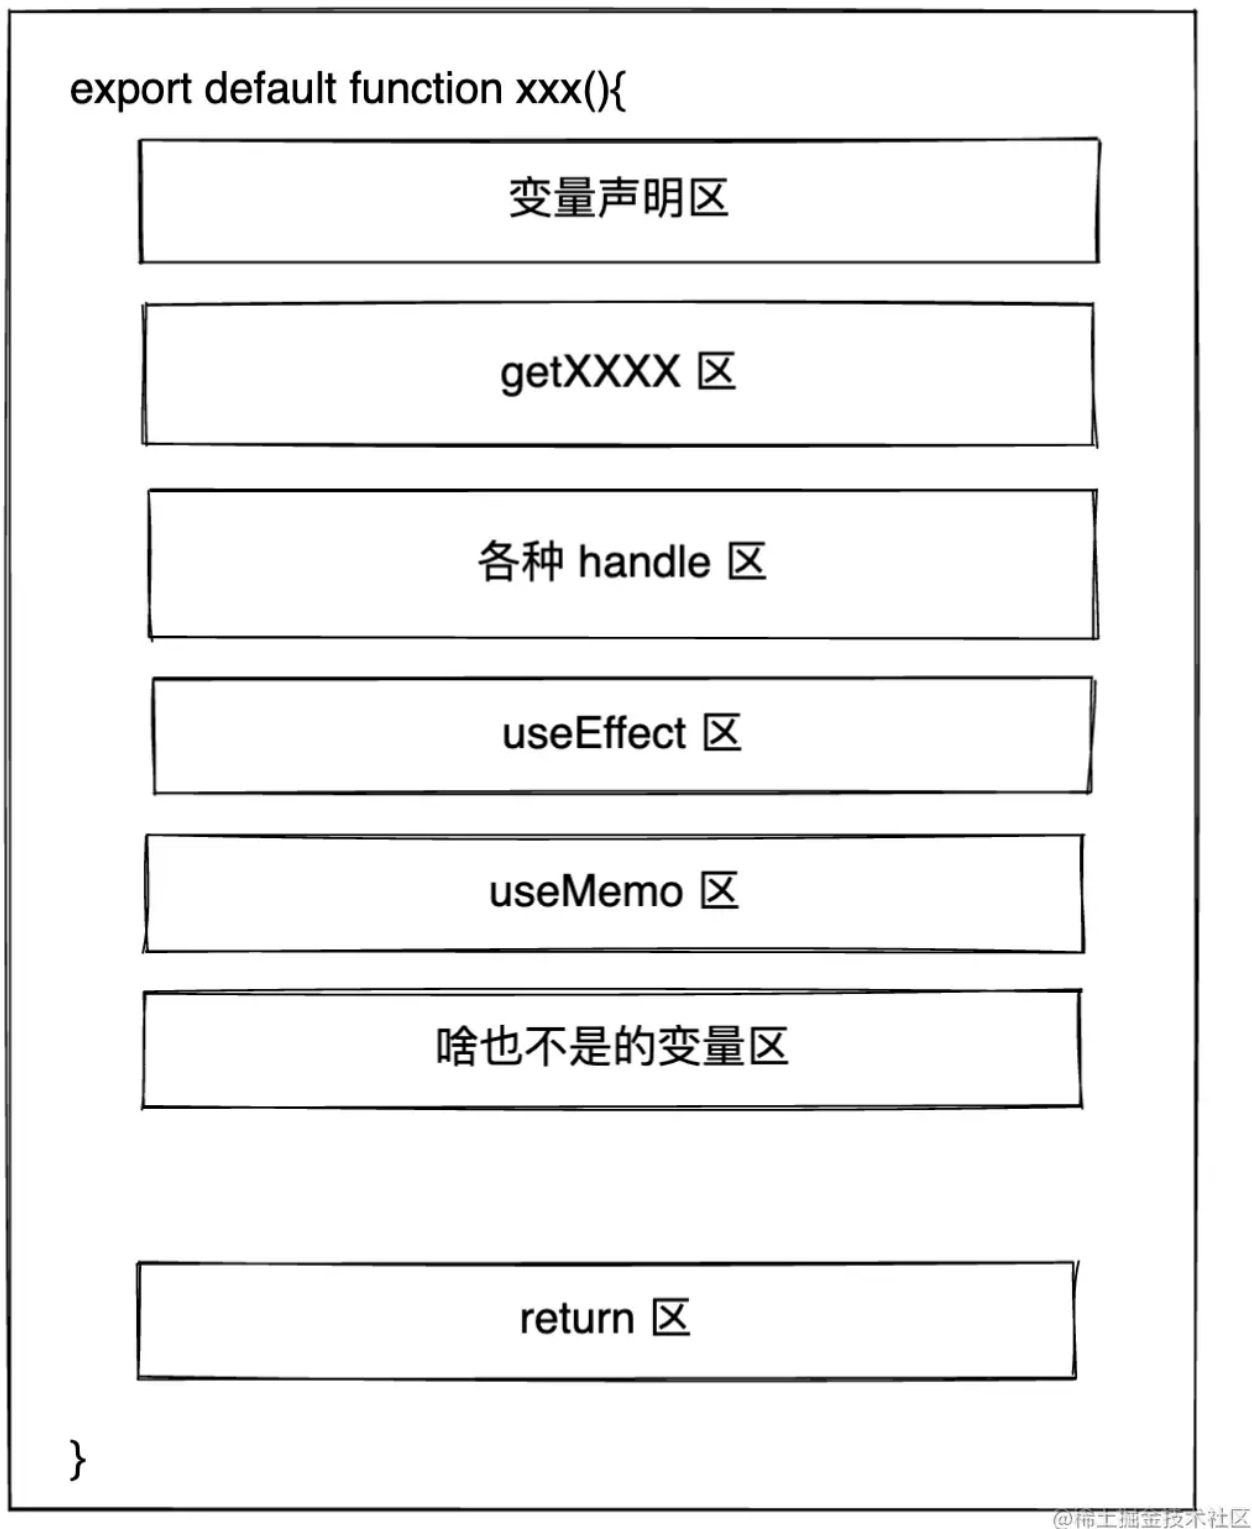 export default function xxx(){
变量声明区
getXXXX 区
各种 handle 区
useEffect 区
useMemo 区
啥也不是的变量区
return 区
}
@稀土掘金技术社区